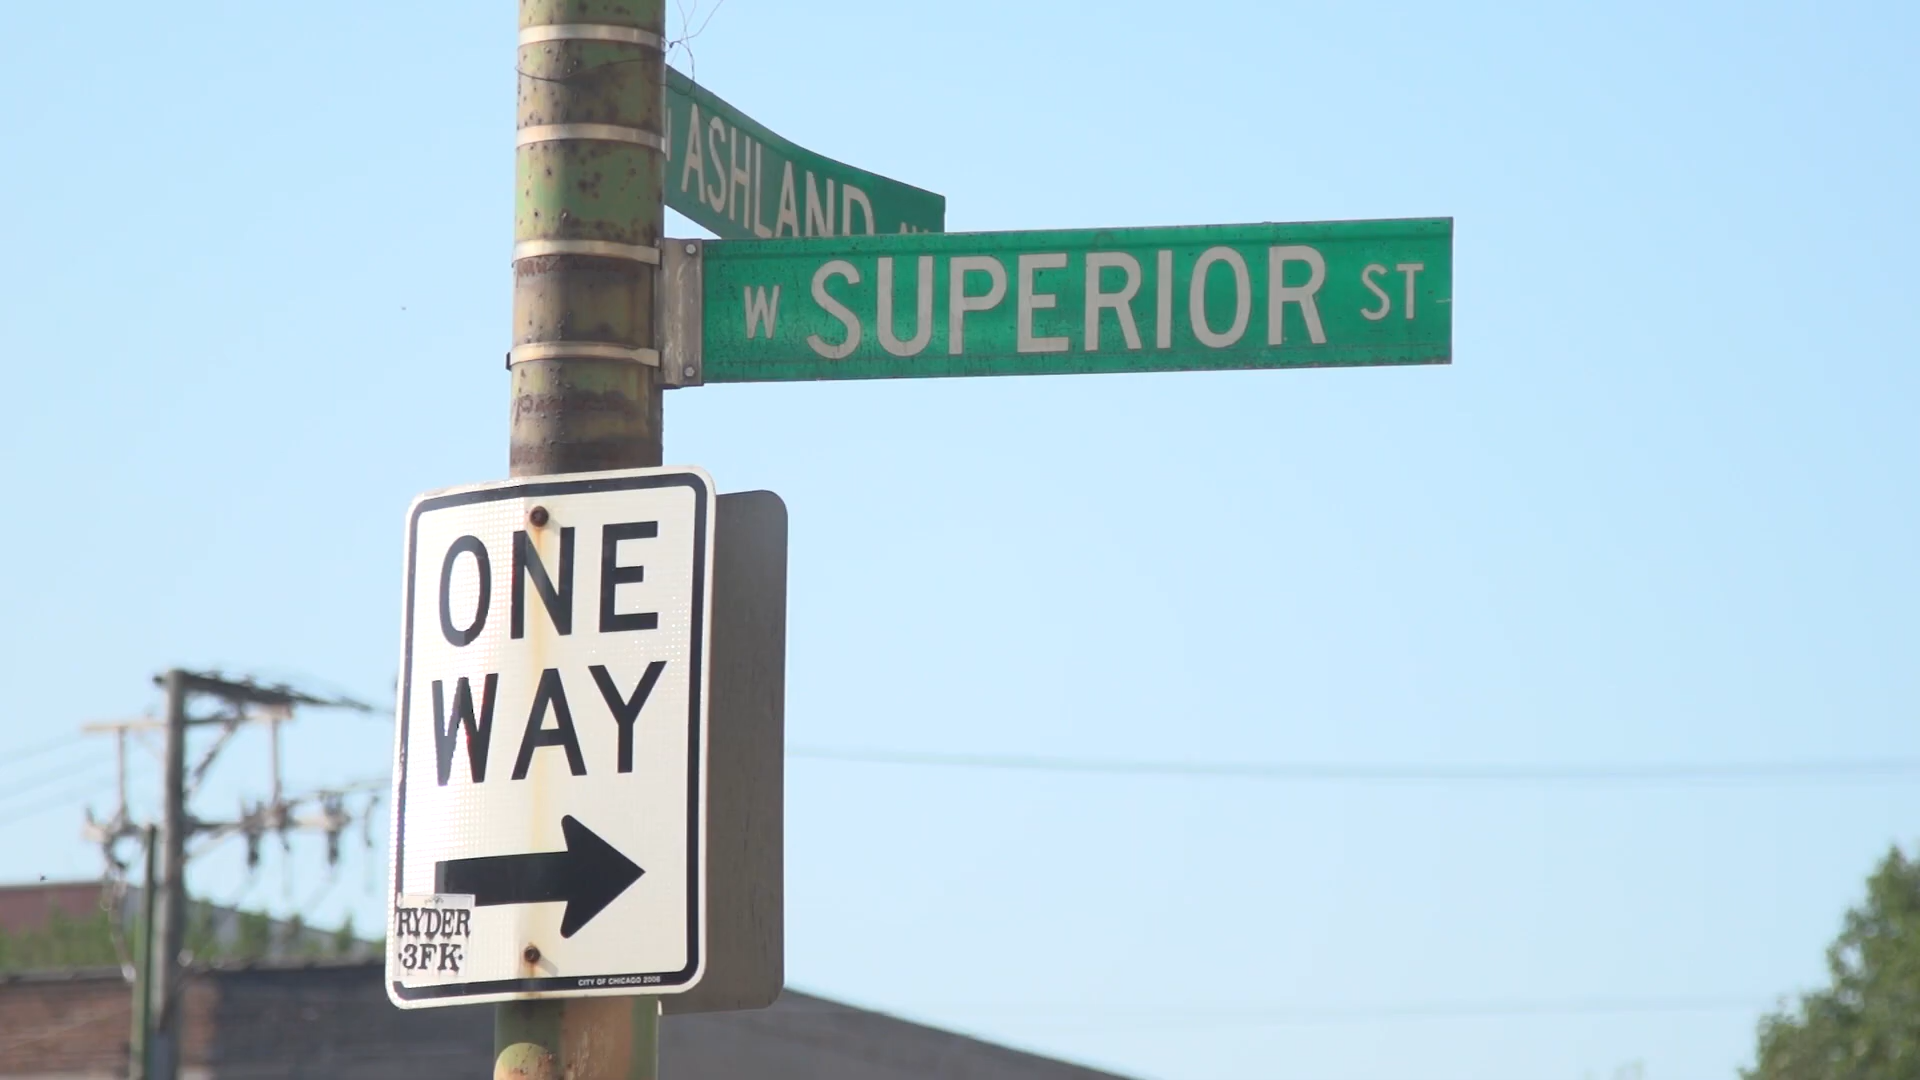 ASHLAND
W SUPERIOR ST
ONE
WAY
RYDER
·3FK·
CITY OF CHICAGO 2008